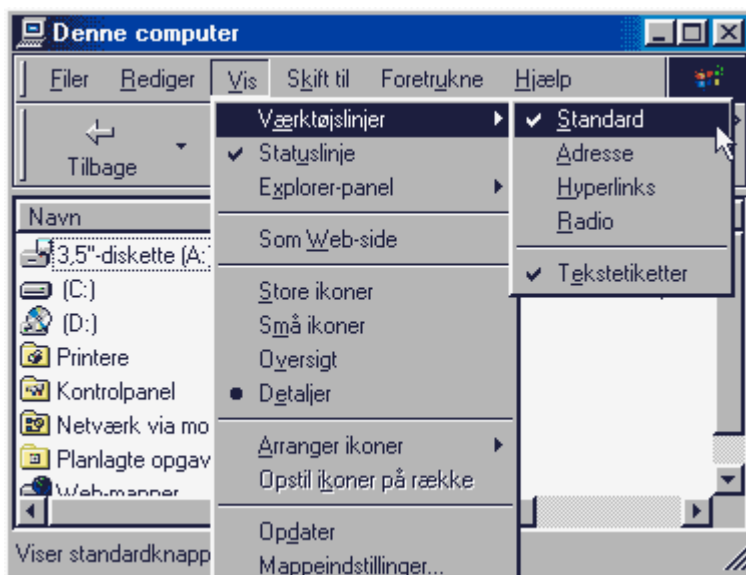 Denne computer
Filer Rediger Vis Skift til Foretrukne Hjælp
Tilbage
Værktøjslinjer
Statuslinje
Explorer-panel
Som Web-side
Store ikoner
Små ikoner
Oversigt
Detaljer
Arranger ikoner
Opstil ikoner på række
Opdater
Mappeindstillinger...
Standard
Adresse
Hyperlinks
Radio
Tekstetiketter
Navn
3,5"-diskette (A:
(C:)
(D:)
Printere
Kontrolpanel
Netværk via mo
Planlagte opgav
Web-mapper
Viser standardknapp